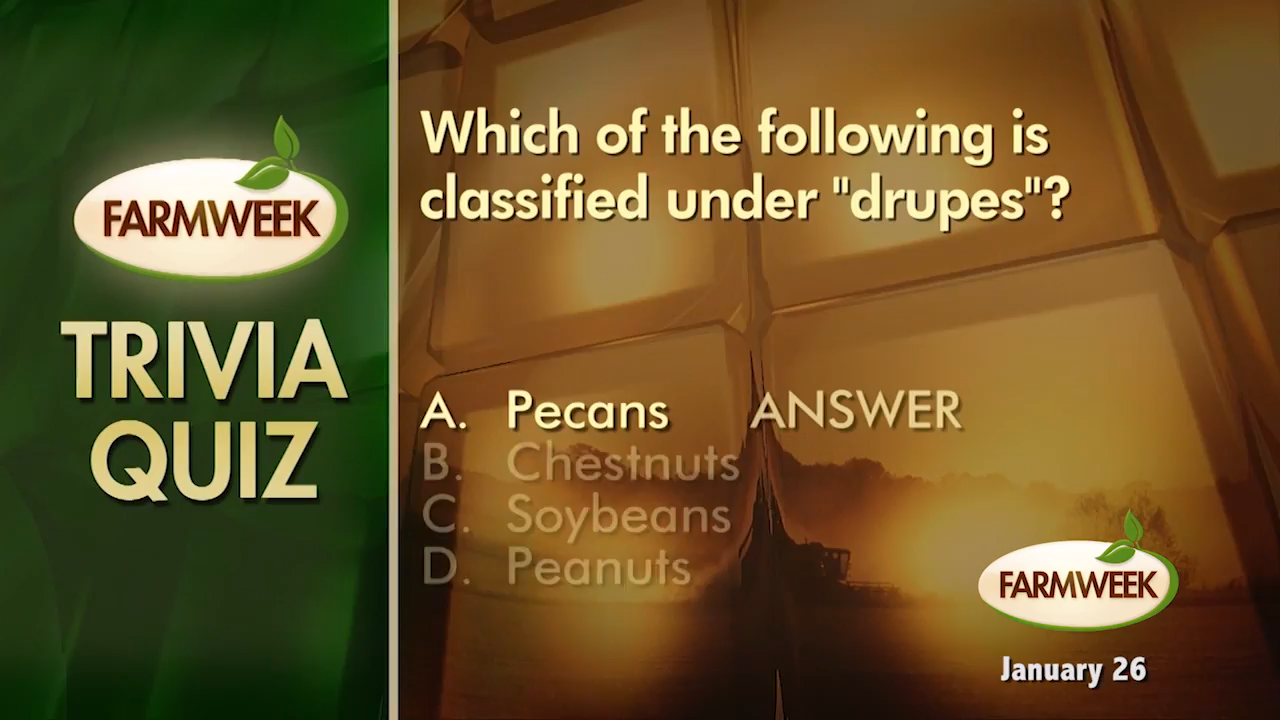 FARMWEEK
TRIVIA
QUIZ
Which of the following is
classified under "drupes"?
A. Pecans ANSWER
B. Chestnuts
C. Soybeans
D. Peanuts
FARMWEEK
January 26